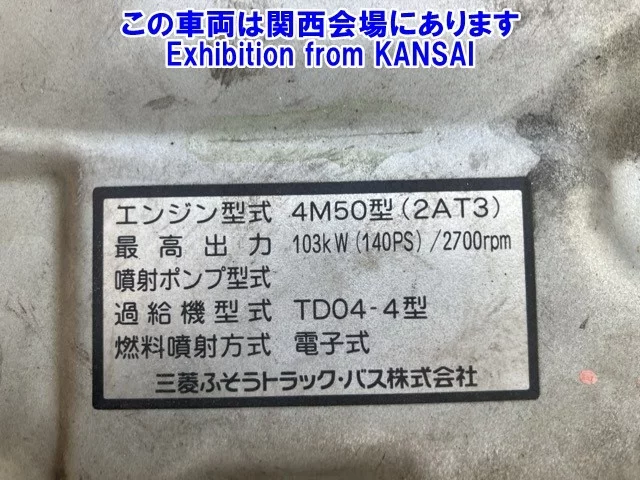 この車両は関西会場にあります
Exhibition from KANSAI
エンジン型式 4M50型(2AT3)
最高出力 103kW(140PS)/2700rpm
噴射ポンプ型式
過給機型式 TD04-4型
燃料噴射方式 電子式
三菱ふそうトラック・バス株式会社